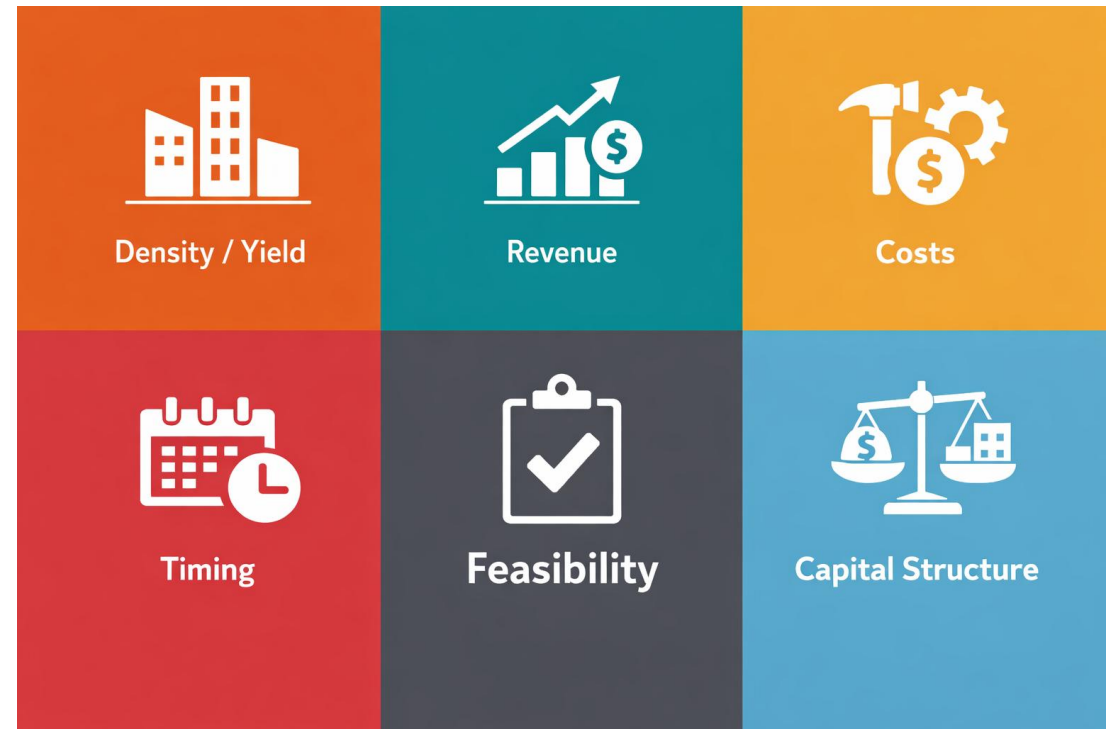 Density / Yield
$
Revenue
$
Costs
Timing
Feasibility
$
Capital Structure